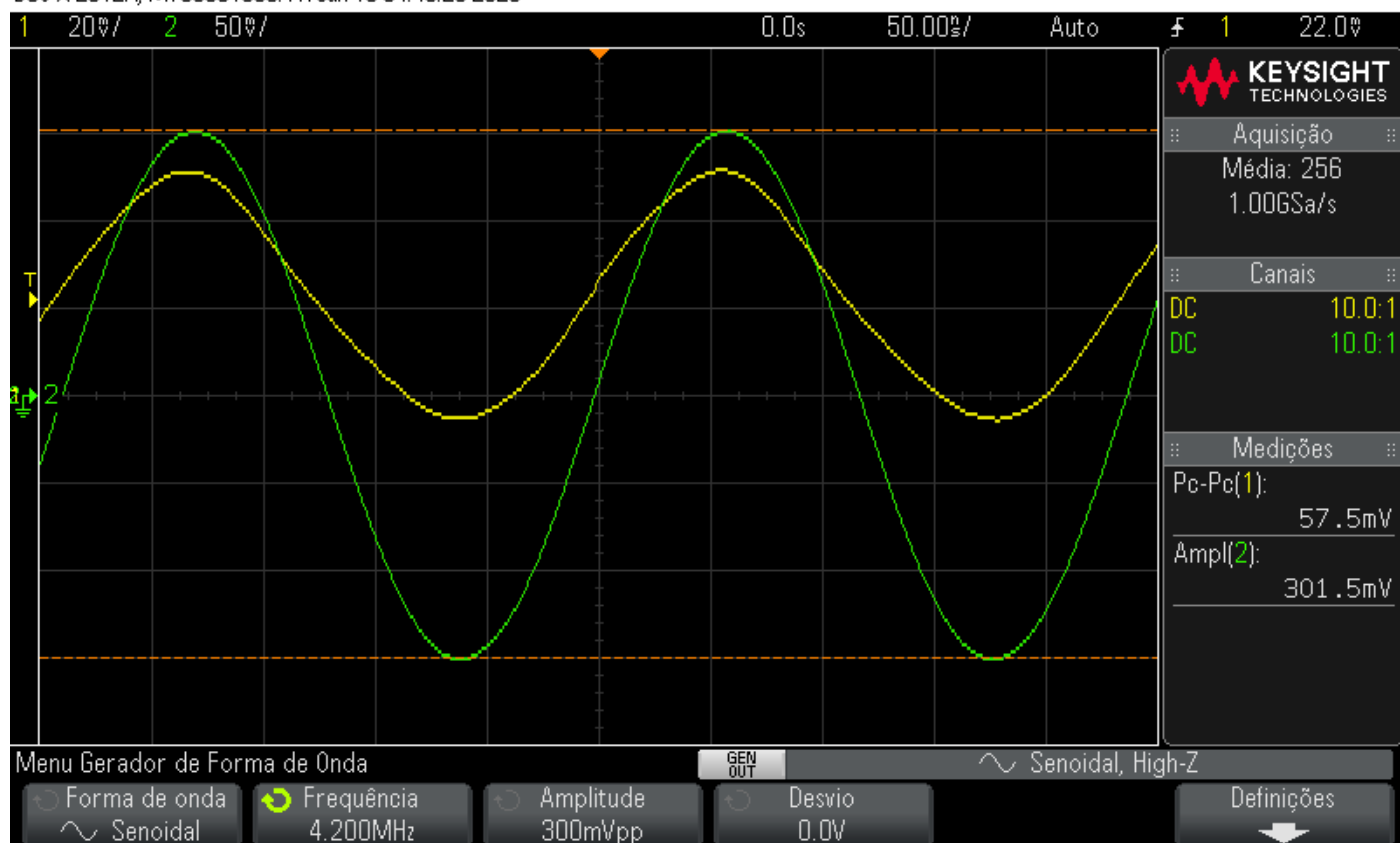 1 20mV/ 2 50mV/ 0.0s 50.00ns/ Auto 1 22.0mV
KEYSIGHT
TECHNOLOGIES
Aquisição
Média: 256
1.00GSa/s
T
Canais
DC 10.0:1
DC 10.0:1
2
Medições
Pc-Pc(1):
57.5mV
Ampl(2):
301.5mV
Menu Gerador de Forma de Onda
GEN OUT
Senoidal, High-Z
Forma de onda Frequência Amplitude Desvio Definições
Senoidal 4.200MHz 300mVpp 0.0V